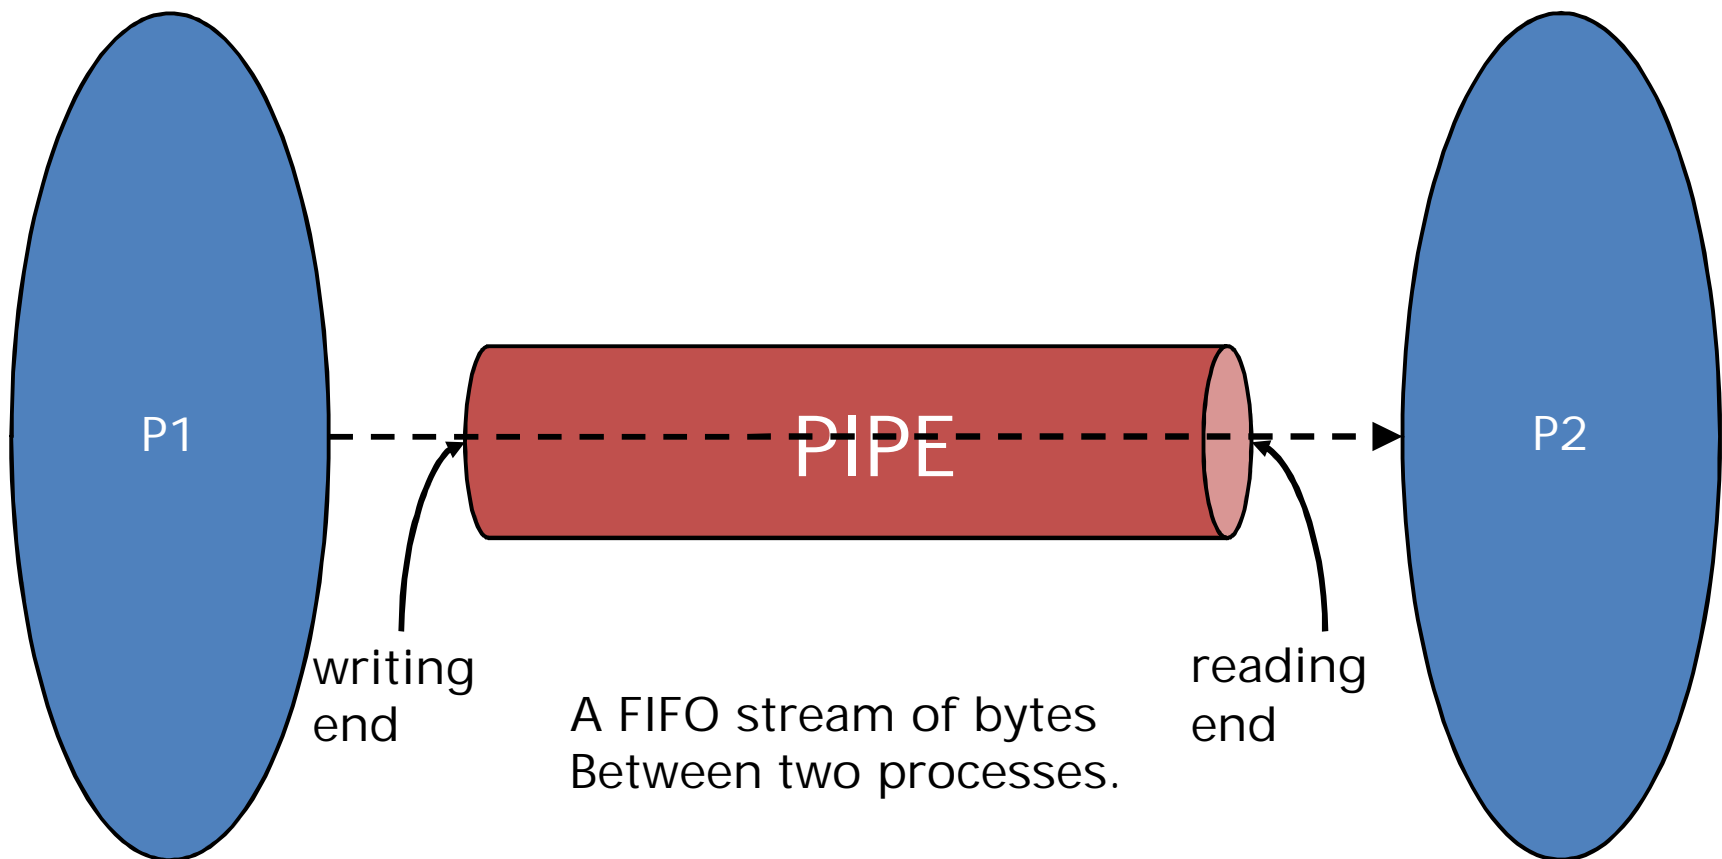 P1
PIPE
P2
writing
end
A FIFO stream of bytes
Between two processes.
reading
end